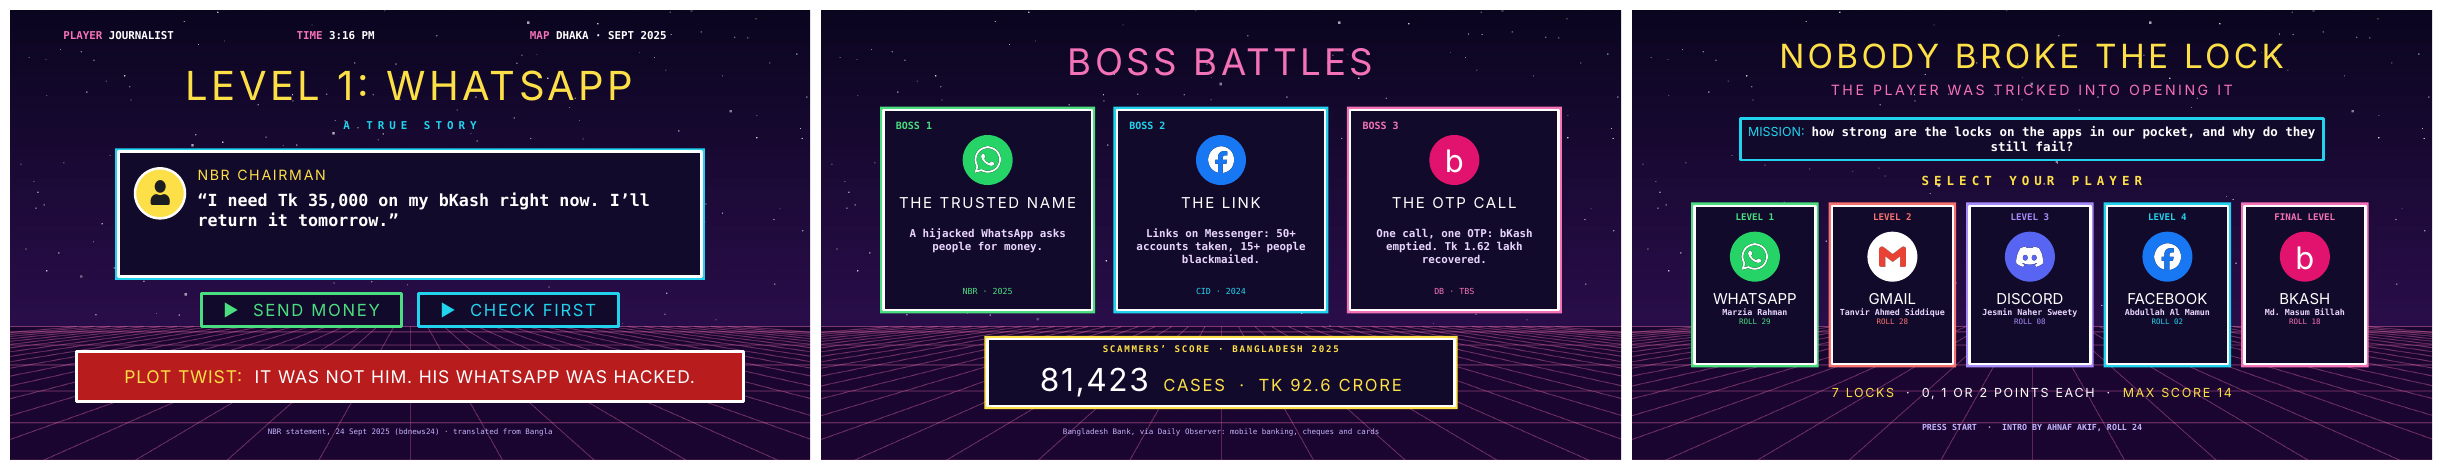 PLAYER JOURNALIST TIME 3:16 PM MAP DHAKA · SEPT 2025
LEVEL 1: WHATSAPP
A TRUE STORY
NBR CHAIRMAN
“I need Tk 35,000 on my bKash right now. I’ll
return it tomorrow.”
▶ SEND MONEY ▶ CHECK FIRST
PLOT TWIST: IT WAS NOT HIM. HIS WHATSAPP WAS HACKED.
NBR statement, 24 Sept 2025 (bdnews24) · translated from Bangla
BOSS BATTLES
BOSS 1
THE TRUSTED NAME
A hijacked WhatsApp asks
people for money.
NBR · 2025
BOSS 2
THE LINK
Links on Messenger: 50+
accounts taken, 15+ people
blackmailed.
CID · 2024
BOSS 3
b
THE OTP CALL
One call, one OTP: bKash
emptied. Tk 1.62 lakh
recovered.
DB · TBS
SCAMMERS’ SCORE · BANGLADESH 2025
81,423 CASES · TK 92.6 CRORE
Bangladesh Bank, via Daily Observer: mobile banking, cheques and cards
NOBODY BROKE THE LOCK
THE PLAYER WAS TRICKED INTO OPENING IT
MISSION: how strong are the locks on the apps in our pocket, and why do they
still fail?
SELECT YOUR PLAYER
LEVEL 1
WHATSAPP
Marzia Rahman
ROLL 29
LEVEL 2
GMAIL
Tanvir Ahmed Siddique
ROLL 28
LEVEL 3
DISCORD
Jesmin Naher Sweety
ROLL 08
LEVEL 4
FACEBOOK
Abdullah Al Mamun
ROLL 02
FINAL LEVEL
b
BKASH
Md. Masum Billah
ROLL 18
7 LOCKS · 0, 1 OR 2 POINTS EACH · MAX SCORE 14
PRESS START · INTRO BY AHNAF AKIF, ROLL 24